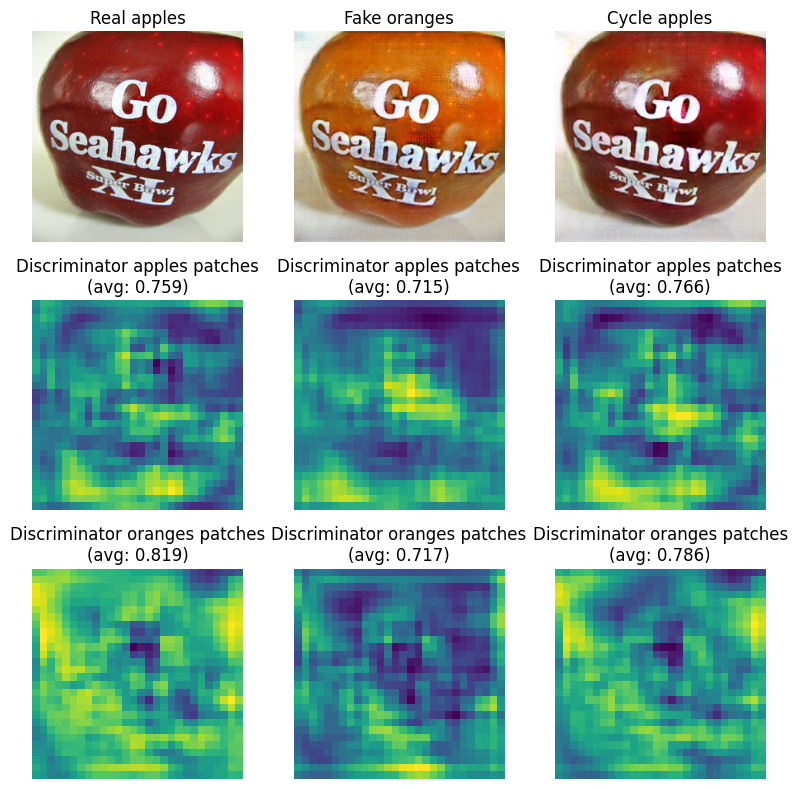 Real apples
Fake oranges
Cycle apples
Go
Seahawks
Super Bowl
XL
Go
Seahawks
Super Bowl
XL
Go
Seahawks
Super Bowl
XL
Discriminator apples patches
(avg: 0.759)
Discriminator apples patches
(avg: 0.715)
Discriminator apples patches
(avg: 0.766)
Discriminator oranges patches
(avg: 0.819)
Discriminator oranges patches
(avg: 0.717)
Discriminator oranges patches
(avg: 0.786)